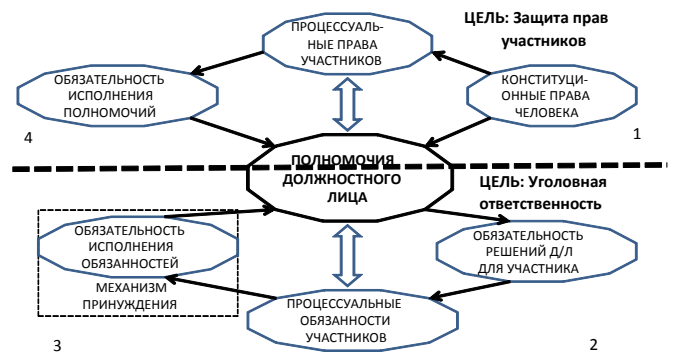 ЦЕЛЬ: Защита прав
участников
ПРОЦЕССУАЛЬ-
НЫЕ ПРАВА
УЧАСТНИКОВ
ОБЯЗАТЕЛЬНОСТЬ
ИСПОЛНЕНИЯ
ПОЛНОМОЧИЙ
КОНСТИТУЦИ-
ОННЫЕ ПРАВА
ЧЕЛОВЕКА
4
1
ПОЛНОМОЧИЯ
ДОЛЖНОСТНОГО
ЛИЦА
ЦЕЛЬ: Уголовная
ответственность
ОБЯЗАТЕЛЬНОСТЬ
ИСПОЛНЕНИЯ
ОБЯЗАННОСТЕЙ
МЕХАНИЗМ
ПРИНУЖДЕНИЯ
ОБЯЗАТЕЛЬНОСТЬ
РЕШЕНИЙ Д/Л
ДЛЯ УЧАСТНИКА
ПРОЦЕССУАЛЬНЫЕ
ОБЯЗАННОСТИ
УЧАСТНИКОВ
3
2